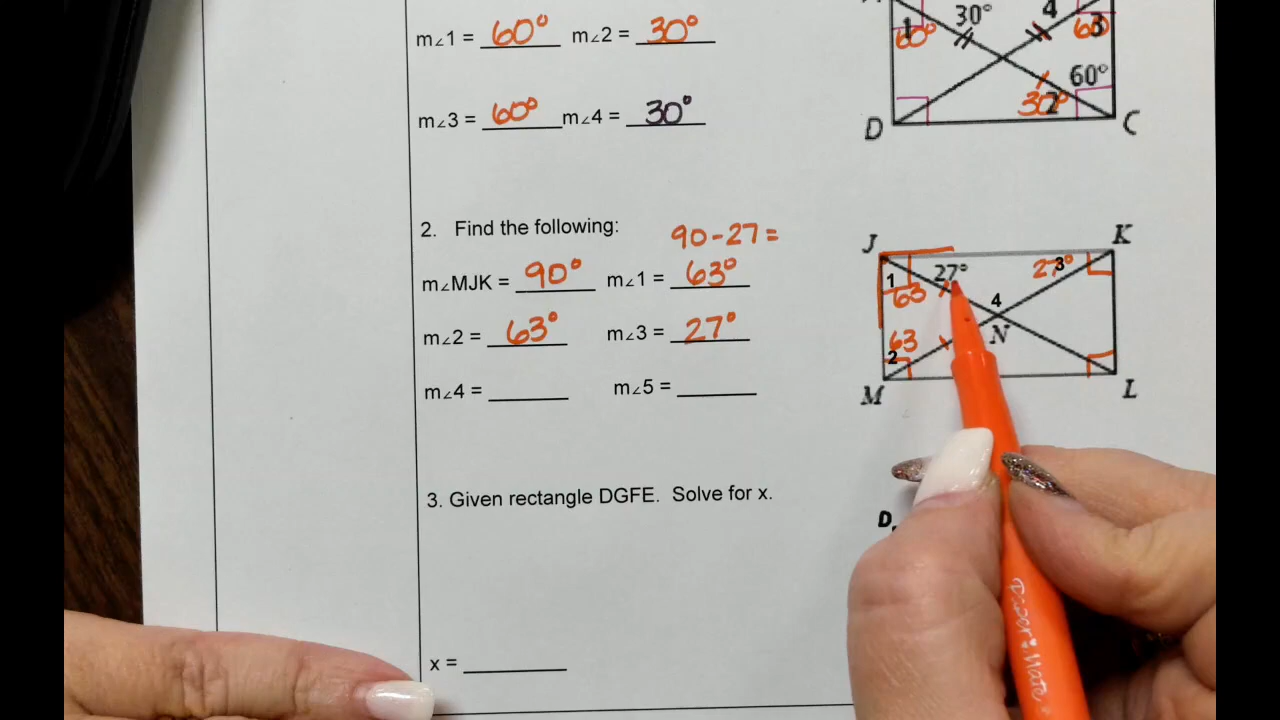 m∠1 = 60° m∠2 = 30°
m∠3 = 60° m∠4 = 30°
1 30° 4 3
60° 60
60°
30° 2
D C
2. Find the following: 90-27=
m∠MJK = 90° m∠1 = 63°
m∠2 = 63° m∠3 = 27°
m∠4 = ______ m∠5 = ______
J K
1 27° 27° 3
63 4
63 N
2
M L
3. Given rectangle DGFE. Solve for x.
D
x = ______